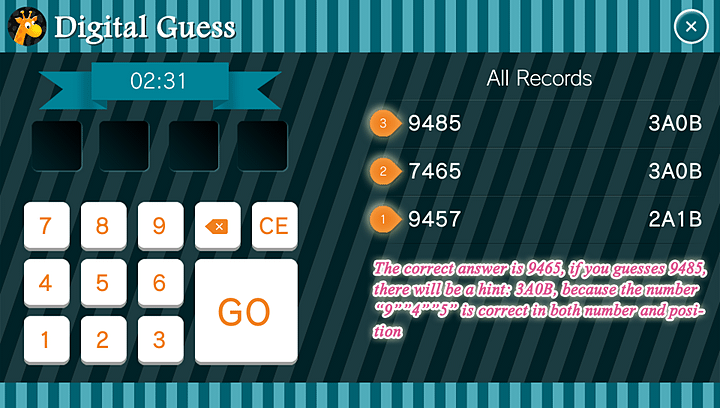 Digital Guess
×
02:31
All Records
3 9485 3A0B
2 7465 3A0B
1 9457 2A1B
7 8 9 CE
4 5 6
GO
1 2 3
The correct answer is 9465, if you guesses 9485,
there will be a hint: 3A0B, because the number
“9””4””5” is correct in both number and posi-
tion